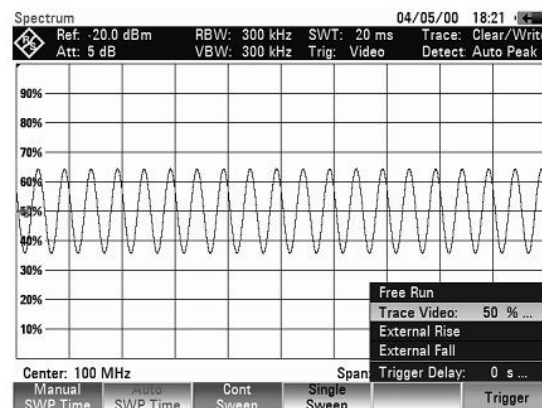 Spectrum 04/05/00 18:21
Ref: -20.0 dBm RBW: 300 kHz SWT: 20 ms Trace: Clear/Write
Att: 5 dB VBW: 300 kHz Trig: Video Detect: Auto Peak
90%
80%
70%
60%
50%
40%
30%
20%
10%
Free Run
Trace Video: 50 % ...
External Rise
External Fall
Trigger Delay: 0 s ...
Center: 100 MHz Span:
Manual SWP Time
Auto SWP Time
Cont Sweep
Single Sweep
Trigger